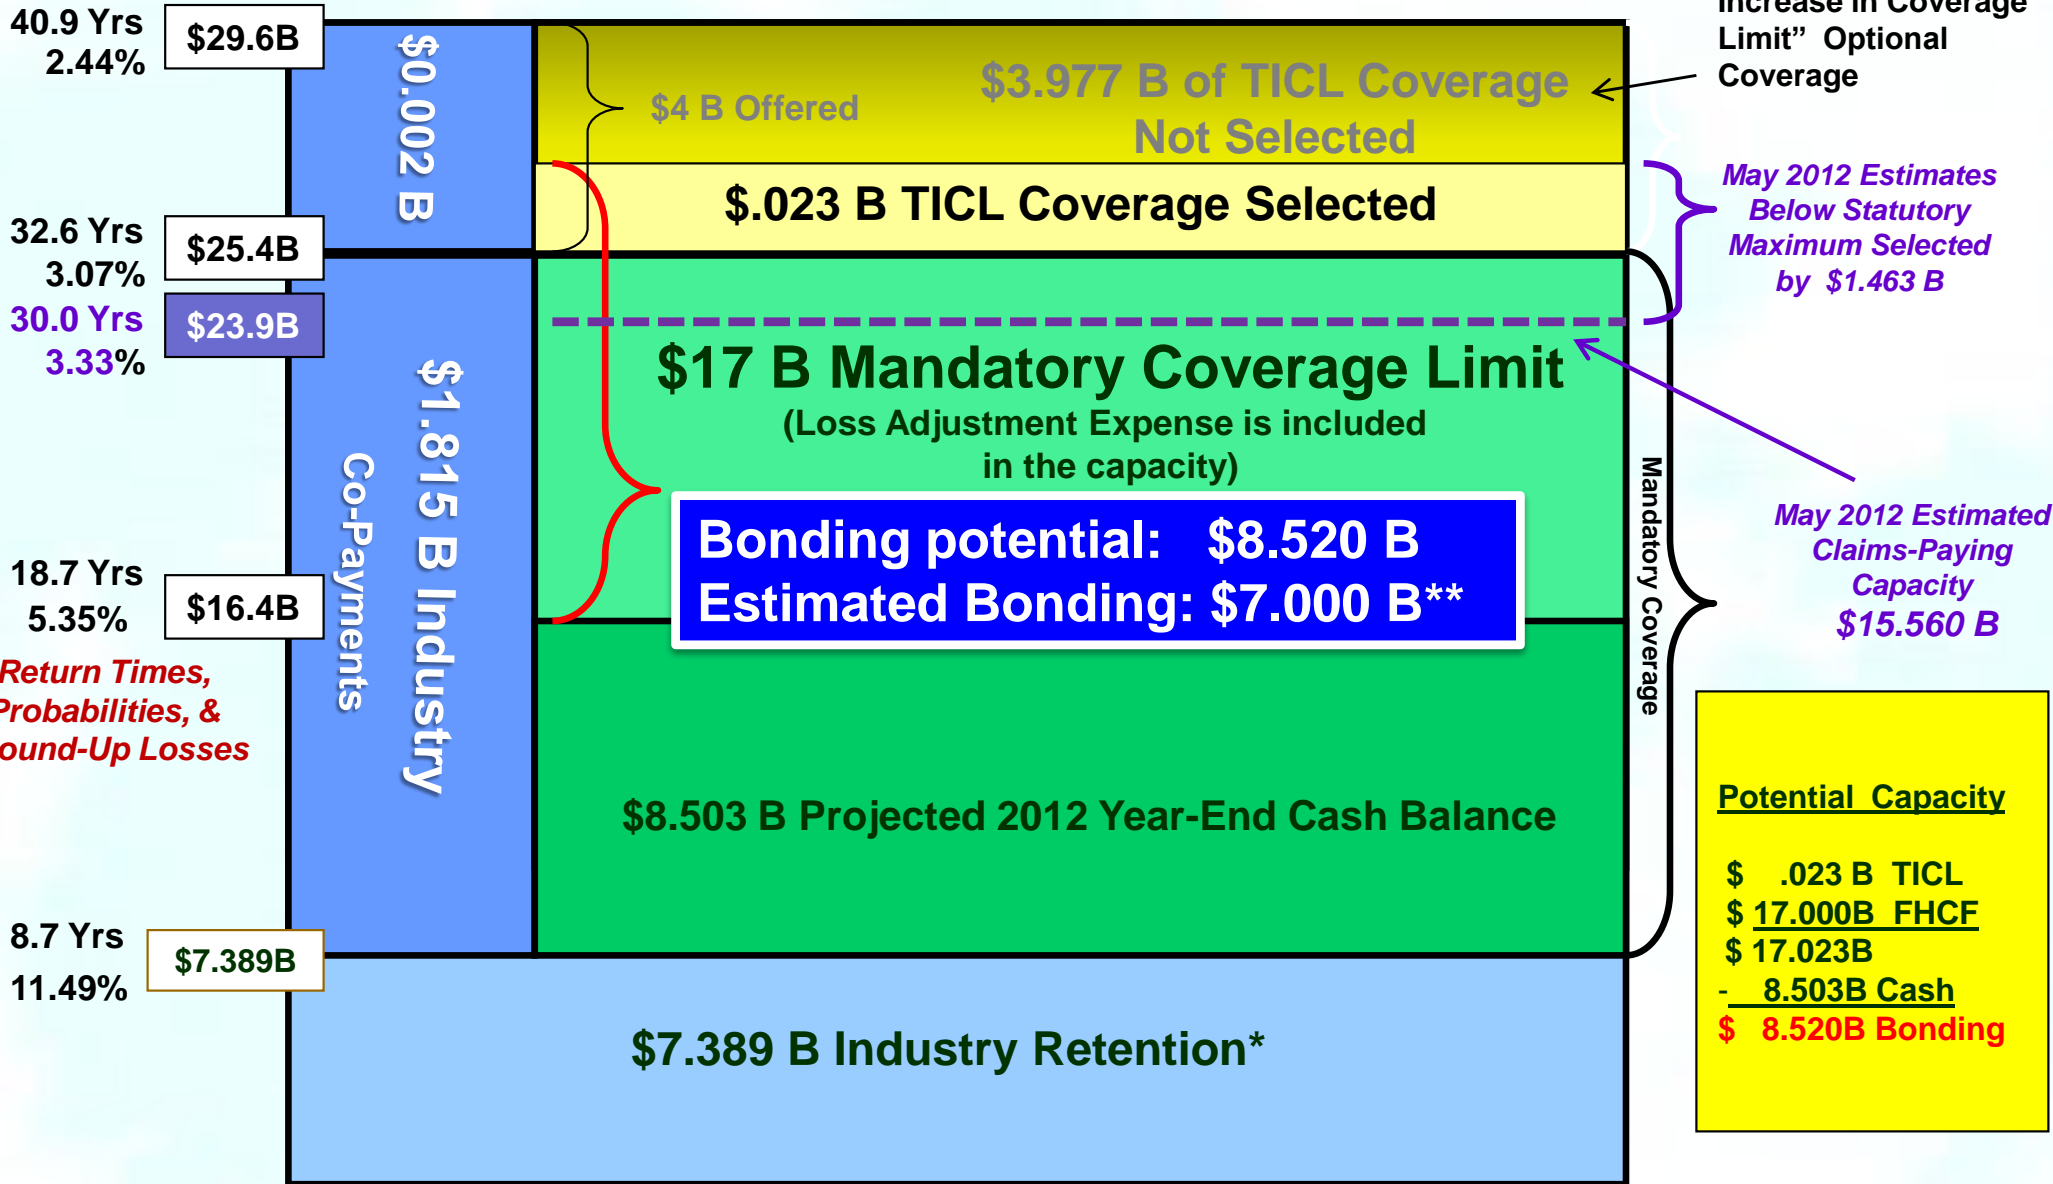 40.9 Yrs
2.44%
$29.6B
$0.002 B
$4 B Offered
$3.977 B of TICL Coverage
Not Selected
Increase in Coverage
Limit” Optional
Coverage
$.023 B TICL Coverage Selected
May 2012 Estimates
Below Statutory
Maximum Selected
by $1.463 B
32.6 Yrs
3.07%
$25.4B
30.0 Yrs
3.33%
$23.9B
$1.815 B Industry
Co-Payments
$17 B Mandatory Coverage Limit
(Loss Adjustment Expense is included
in the capacity)
Bonding potential: $8.520 B
Estimated Bonding: $7.000 B**
Mandatory Coverage
May 2012 Estimated
Claims-Paying
Capacity
$15.560 B
18.7 Yrs
5.35%
$16.4B
Return Times,
Probabilities, &
ound-Up Losses
$8.503 B Projected 2012 Year-End Cash Balance
Potential Capacity
$ .023 B TICL
$ 17.000B FHCF
$ 17.023B
- 8.503B Cash
$ 8.520B Bonding
8.7 Yrs
11.49%
$7.389B
$7.389 B Industry Retention*